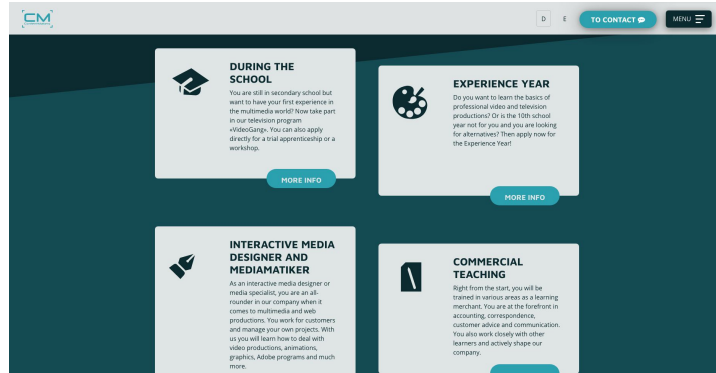 CM
D
E
TO CONTACT
MENU
DURING THE
SCHOOL
You are still in secondary school but
want to have your first experience in
the multimedia world? Now take part
in our television program
«VideoGang». You can also apply
directly for a trial apprenticeship or a
workshop.
MORE INFO
EXPERIENCE YEAR
Do you want to learn the basics of
professional video and television
productions? Or is the 10th school
year not for you and you are looking
for alternatives? Then apply now for
the Experience Year!
MORE INFO
INTERACTIVE MEDIA
DESIGNER AND
MEDIAMATIKER
As an interactive media designer or
media specialist, you are an all-
rounder in our company when it
comes to multimedia and web
productions. You work for customers
and manage your own projects. With
us you will learn how to deal with
video productions, animations,
graphics, Adobe programs and much
more.
COMMERCIAL
TEACHING
Right from the start, you will be
trained in various areas as a learning
merchant. You are at the forefront in
accounting, correspondence,
customer advice and communication.
You also work closely with other
learners and actively shape our
company.